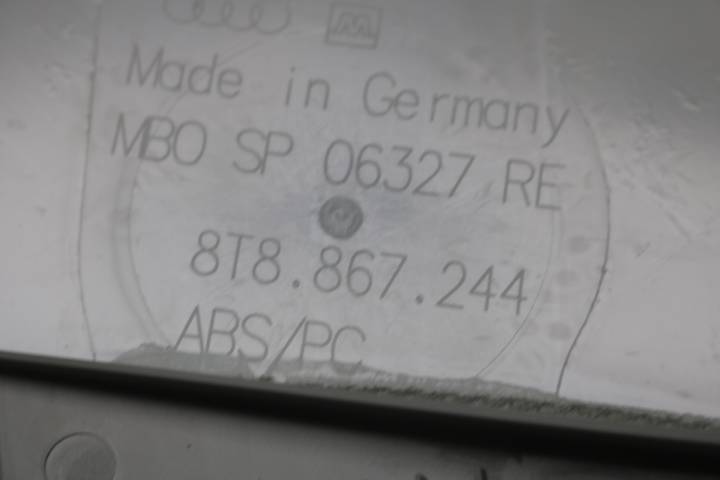 Made in Germany
MBO SP 06327 RE
8T8.867.244
ABS/PC